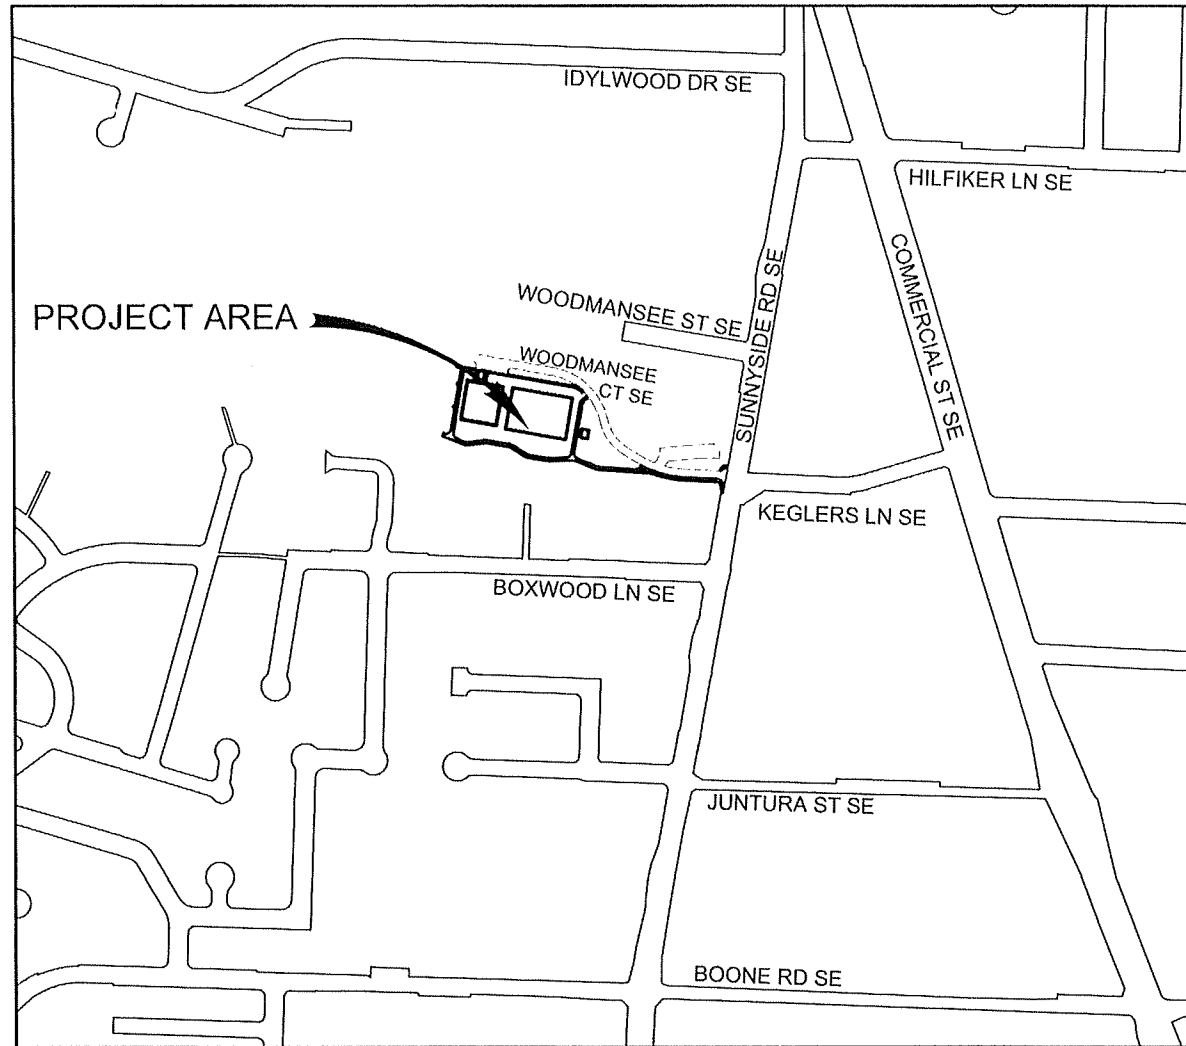 IDYLWOOD DR SE
HILFIKER LN SE
COMMERCIAL ST SE
SUNNYSIDE RD SE
WOODMANSEE ST SE
PROJECT AREA
WOODMANSEE
CT SE
KEGLERS LN SE
BOXWOOD LN SE
JUNTURA ST SE
BOONE RD SE